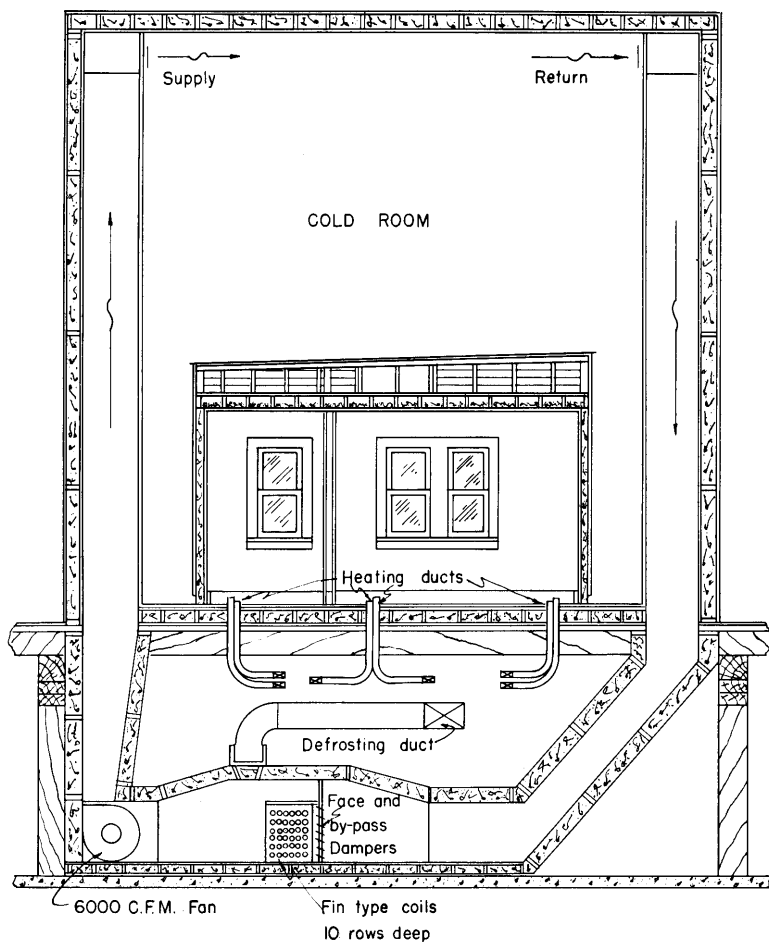 Supply
Return
COLD ROOM
Heating ducts
Defrosting duct
Face and
by-pass
Dampers
6000 C.F.M. Fan
Fin type coils
10 rows deep